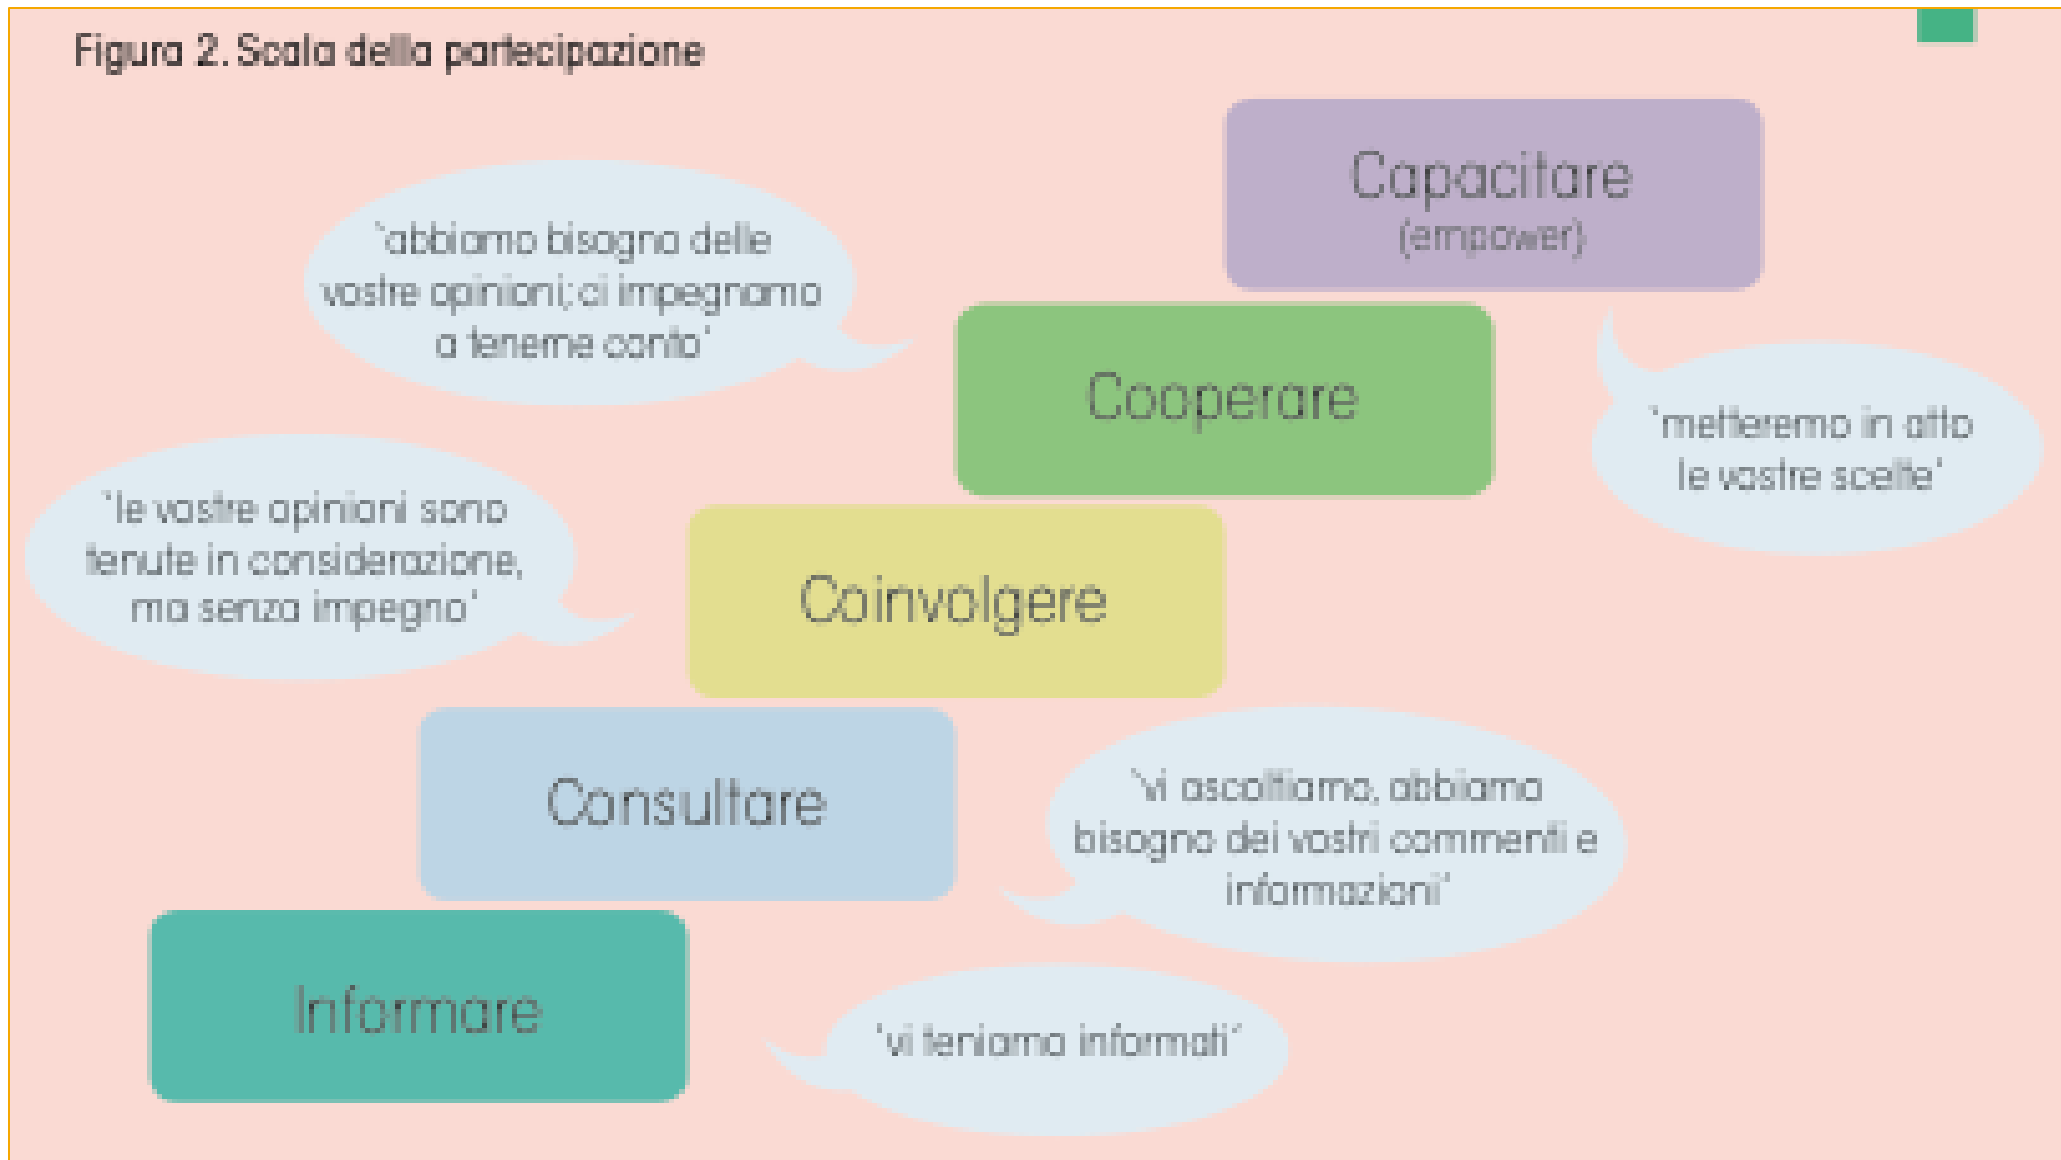 Figura 2. Scala della partecipazione
Capacitare
(empower)
'abbiamo bisogno delle
vostre opinioni; ci impegnamo
a tenerne conto'
Cooperare
'metteremo in atto
le vostre scelte'
'le vostre opinioni sono
tenute in considerazione,
ma senza impegno'
Coinvolgere
Consultare
'vi ascoltiamo, abbiamo
bisogno dei vostri commenti e
informazioni'
Informare
'vi teniamo informati'